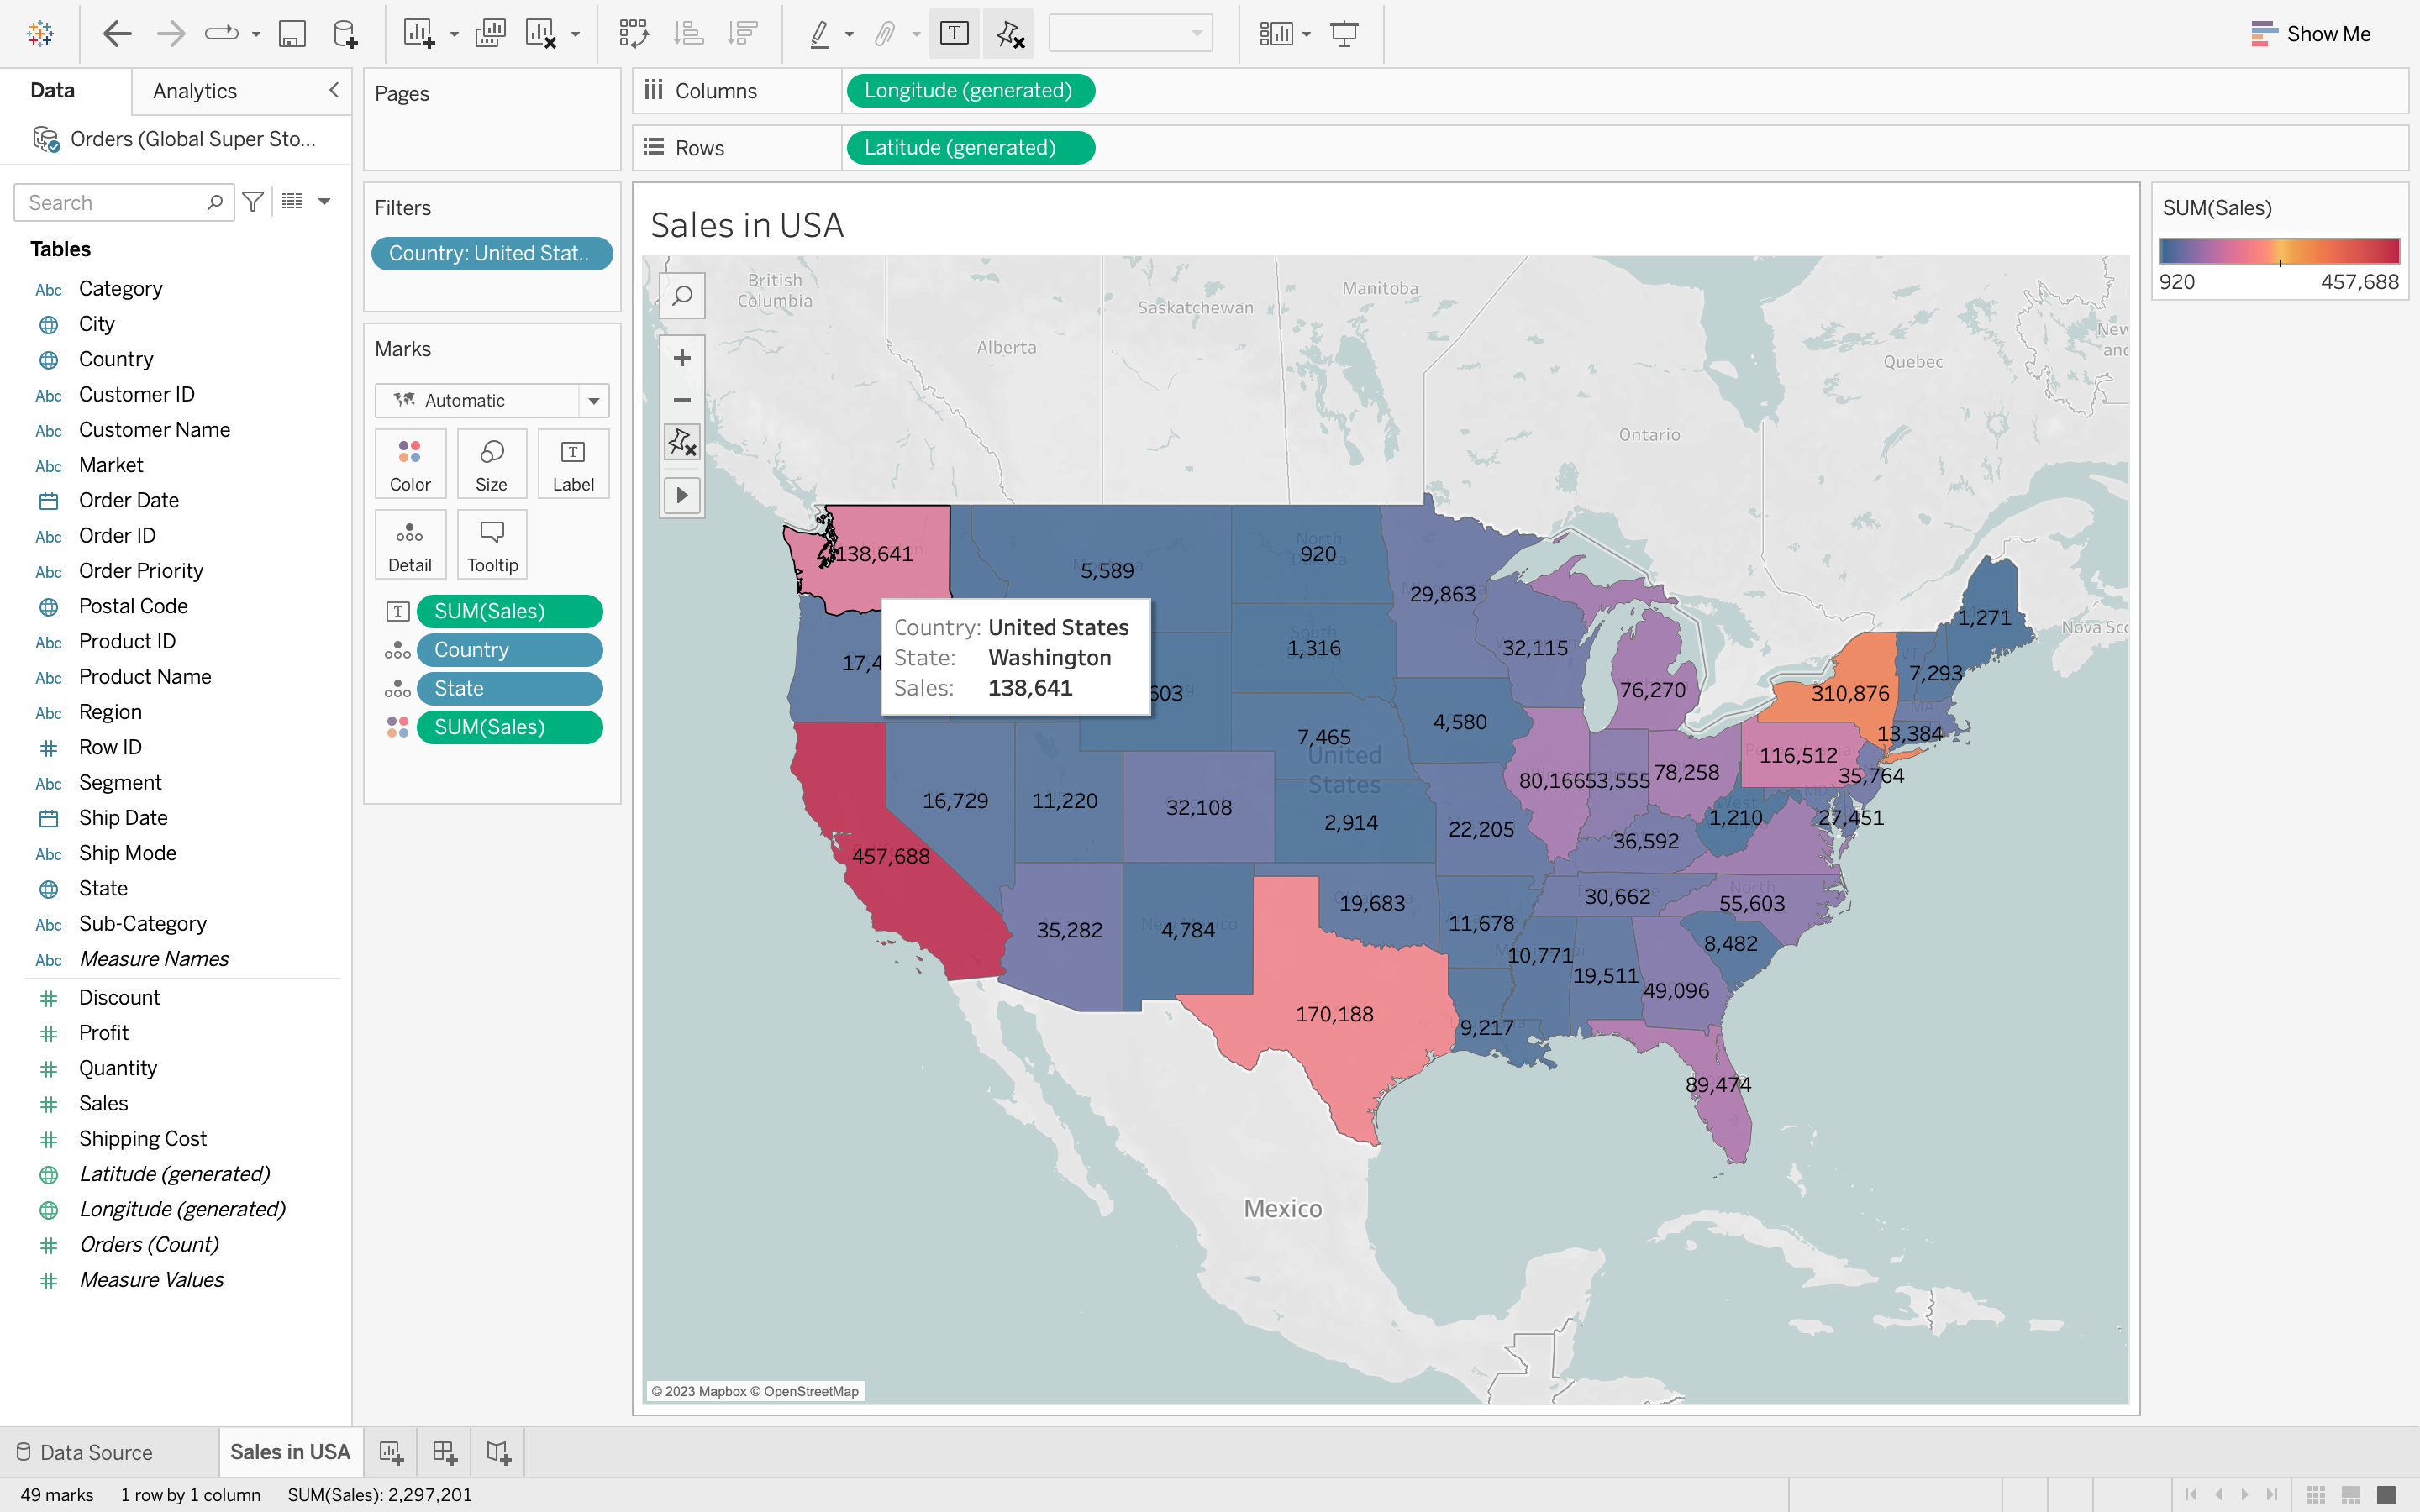 Show Me
Data
Analytics
Orders (Global Super Sto...
Search
Tables
Abc Category
City
Country
Abc Customer ID
Abc Customer Name
Abc Market
Order Date
Abc Order ID
Abc Order Priority
Postal Code
Abc Product ID
Abc Product Name
Abc Region
Row ID
Abc Segment
Ship Date
Abc Ship Mode
State
Abc Sub-Category
Abc Measure Names
Discount
Profit
Quantity
Sales
Shipping Cost
Latitude (generated)
Longitude (generated)
Orders (Count)
Measure Values
Pages
Filters
Country: United Stat..
Marks
Automatic
Color
Size
Label
Detail
Tooltip
SUM(Sales)
Country
State
SUM(Sales)
Columns
Longitude (generated)
Rows
Latitude (generated)
Sales in USA
British
Columbia
Alberta
Saskatchewan
Manitoba
Ontario
Quebec
Nova Sc
138,641
5,589
North
920
29,863
32,115
76,270
1,271
Country: United States
State: Washington
Sales: 138,641
17,4
603
1,316
310,876
7,293
MA
13,384
4,580
7,465
United
States
116,512
35,764
80,166
53,555
78,258
16,729
11,220
32,108
2,914
22,205
36,592
West
1,210
MD
27,451
457,688
35,282
New Mexico
4,784
19,683
11,678
30,662
North
55,603
10,771
19,511
49,096
8,482
170,188
9,217
89,474
Mexico
© 2023 Mapbox © OpenStreetMap
SUM(Sales)
920
457,688
Data Source
Sales in USA
49 marks
1 row by 1 column
SUM(Sales): 2,297,201